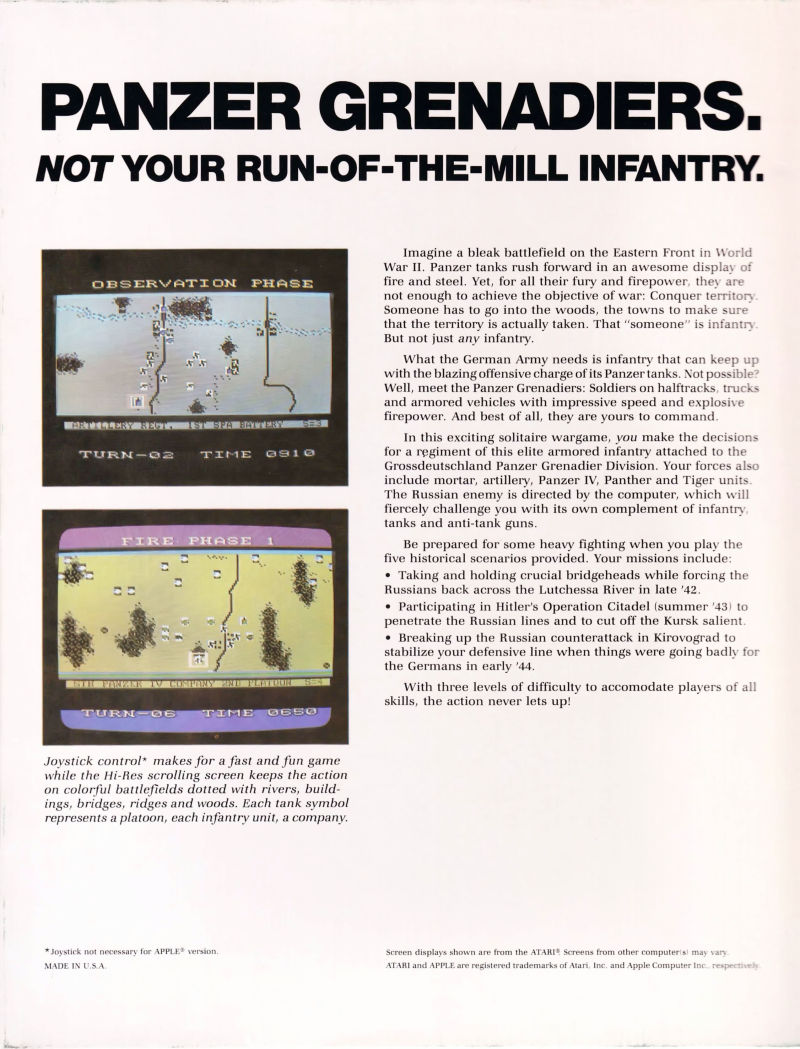 PANZER GRENADIERS.
NOT YOUR RUN-OF-THE-MILL INFANTRY.
OBSERVATION PHASE
ARTILLERY REGT. 1ST SPA BATTERY S=3
TURN-02 TIME 0910
FIRE PHASE 1
5TH PANZER IV COMPANY 2ND PLATOON S=4
TURN-06 TIME 0650
Joystick control* makes for a fast and fun game
while the Hi-Res scrolling screen keeps the action
on colorful battlefields dotted with rivers, build-
ings, bridges, ridges and woods. Each tank symbol
represents a platoon, each infantry unit, a company.
Imagine a bleak battlefield on the Eastern Front in World
War II. Panzer tanks rush forward in an awesome display of
fire and steel. Yet, for all their fury and firepower, they are
not enough to achieve the objective of war: Conquer territory.
Someone has to go into the woods, the towns to make sure
that the territory is actually taken. That "someone" is infantry.
But not just any infantry.
What the German Army needs is infantry that can keep up
with the blazing offensive charge of its Panzer tanks. Not possible?
Well, meet the Panzer Grenadiers: Soldiers on halftracks, trucks
and armored vehicles with impressive speed and explosive
firepower. And best of all, they are yours to command.
In this exciting solitaire wargame, you make the decisions
for a regiment of this elite armored infantry attached to the
Grossdeutschland Panzer Grenadier Division. Your forces also
include mortar, artillery, Panzer IV, Panther and Tiger units.
The Russian enemy is directed by the computer, which will
fiercely challenge you with its own complement of infantry,
tanks and anti-tank guns.
Be prepared for some heavy fighting when you play the
five historical scenarios provided. Your missions include:
• Taking and holding crucial bridgeheads while forcing the
Russians back across the Lutchessa River in late '42.
• Participating in Hitler's Operation Citadel (summer '43) to
penetrate the Russian lines and to cut off the Kursk salient.
• Breaking up the Russian counterattack in Kirovograd to
stabilize your defensive line when things were going badly for
the Germans in early '44.
With three levels of difficulty to accomodate players of all
skills, the action never lets up!
*Joystick not necessary for APPLE® version.
MADE IN U.S.A.
Screen displays shown are from the ATARI®. Screens from other computer(s) may vary.
ATARI and APPLE are registered trademarks of Atari, Inc. and Apple Computer Inc., respectively.